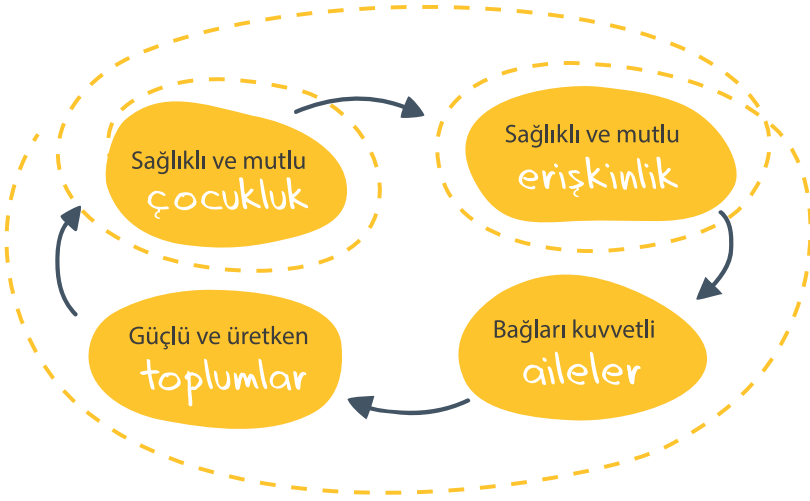 Sağlıklı ve mutlu
çocukluk
Sağlıklı ve mutlu
erişkinlik
Bağları kuvvetli
aileler
Güçlü ve üretken
toplumlar